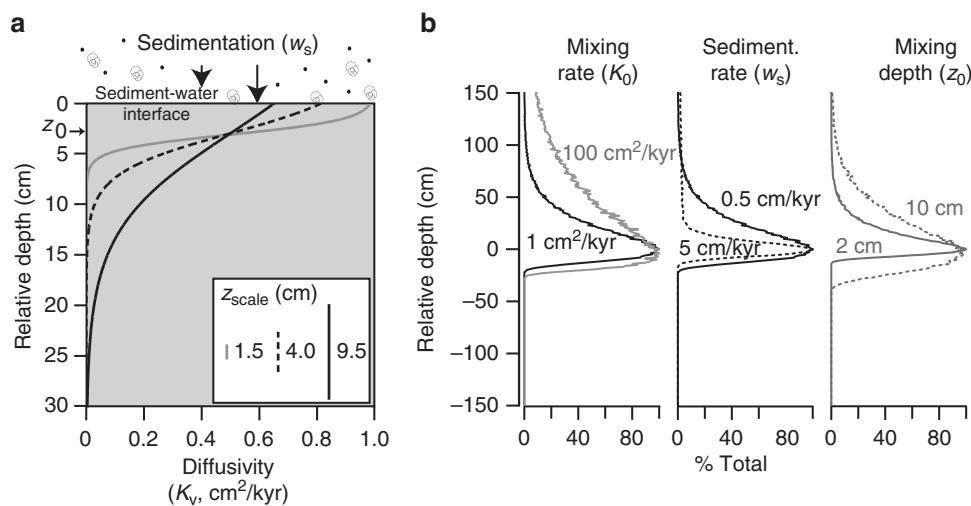 a
Sedimentation (wₛ)
Sediment-water
interface
0
z₀
5
10
15
20
25
30
Relative depth (cm)
z_scale (cm)
1.5 4.0 9.5
0 0.2 0.4 0.6 0.8 1.0
Diffusivity
(Kᵥ, cm²/kyr)
b
Mixing
rate (K₀)
Sediment.
rate (wₛ)
Mixing
depth (z₀)
150
100
50
0
−50
−100
−150
Relative depth (cm)
100 cm²/kyr
1 cm²/kyr
0.5 cm/kyr
5 cm/kyr
10 cm
2 cm
0 40 80
0 40 80
0 40 80
% Total